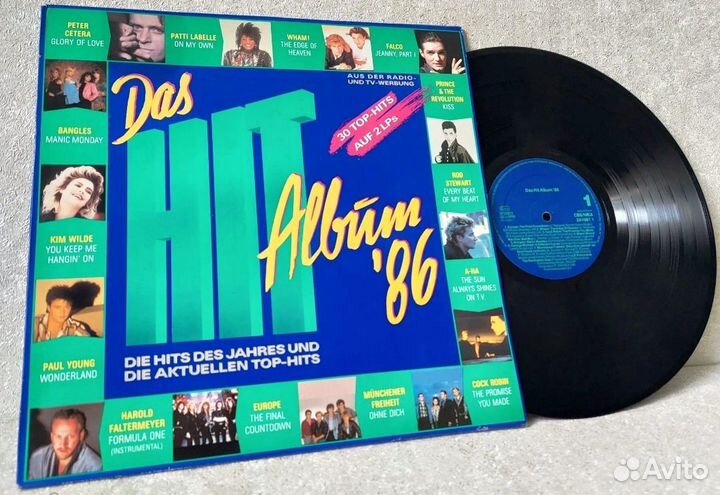 PETER
CETERA
GLORY OF LOVE
PATTI LABELLE
ON MY OWN
WHAM!
THE EDGE OF
HEAVEN
FALCO
JEANNY, PART I
AUS DER RADIO-
UND TV-WERBUNG
PRINCE
& THE
REVOLUTION
KISS
Das
HIT
Album
'86
30 TOP-HITS
AUF 2 LPs
BANGLES
MANIC MONDAY
ROD
STEWART
EVERY BEAT
OF MY HEART
KIM WILDE
YOU KEEP ME
HANGIN' ON
A-HA
THE SUN
ALWAYS SHINES
ON T.V.
PAUL YOUNG
WONDERLAND
DIE HITS DES JAHRES UND
DIE AKTUELLEN TOP-HITS
HAROLD
FALTERMEYER
FORMULA ONE
(INSTRUMENTAL)
EUROPE
THE FINAL
COUNTDOWN
MÜNCHENER
FREIHEIT
OHNE DICH
COCK ROBIN
THE PROMISE
YOU MADE
Das Hit Album '86
1
Avito